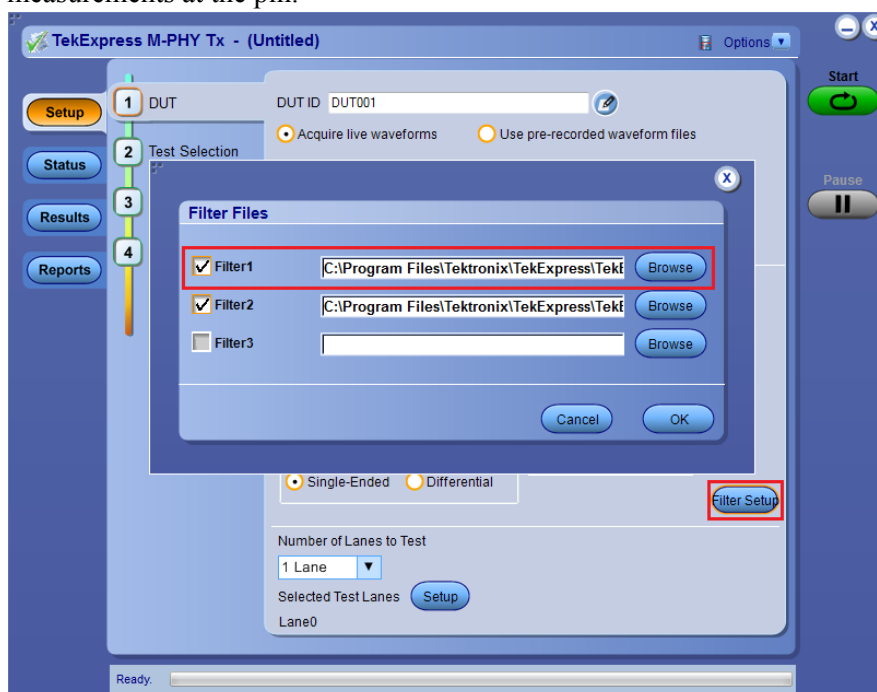 measurements at the pin.
TekExpress M-PHY Tx - (Untitled)
Options
Start
Setup
1 DUT
DUT ID DUT001
Acquire live waveforms Use pre-recorded waveform files
2 Test Selection
Status
Pause
3
Results
Filter Files
4
Reports
Filter1 C:\Program Files\Tektronix\TekExpress\Tek Browse
Filter2 C:\Program Files\Tektronix\TekExpress\Tek Browse
Filter3 Browse
Cancel OK
Single-Ended Differential
Filter Setup
Number of Lanes to Test
1 Lane
Selected Test Lanes Setup
Lane0
Ready.